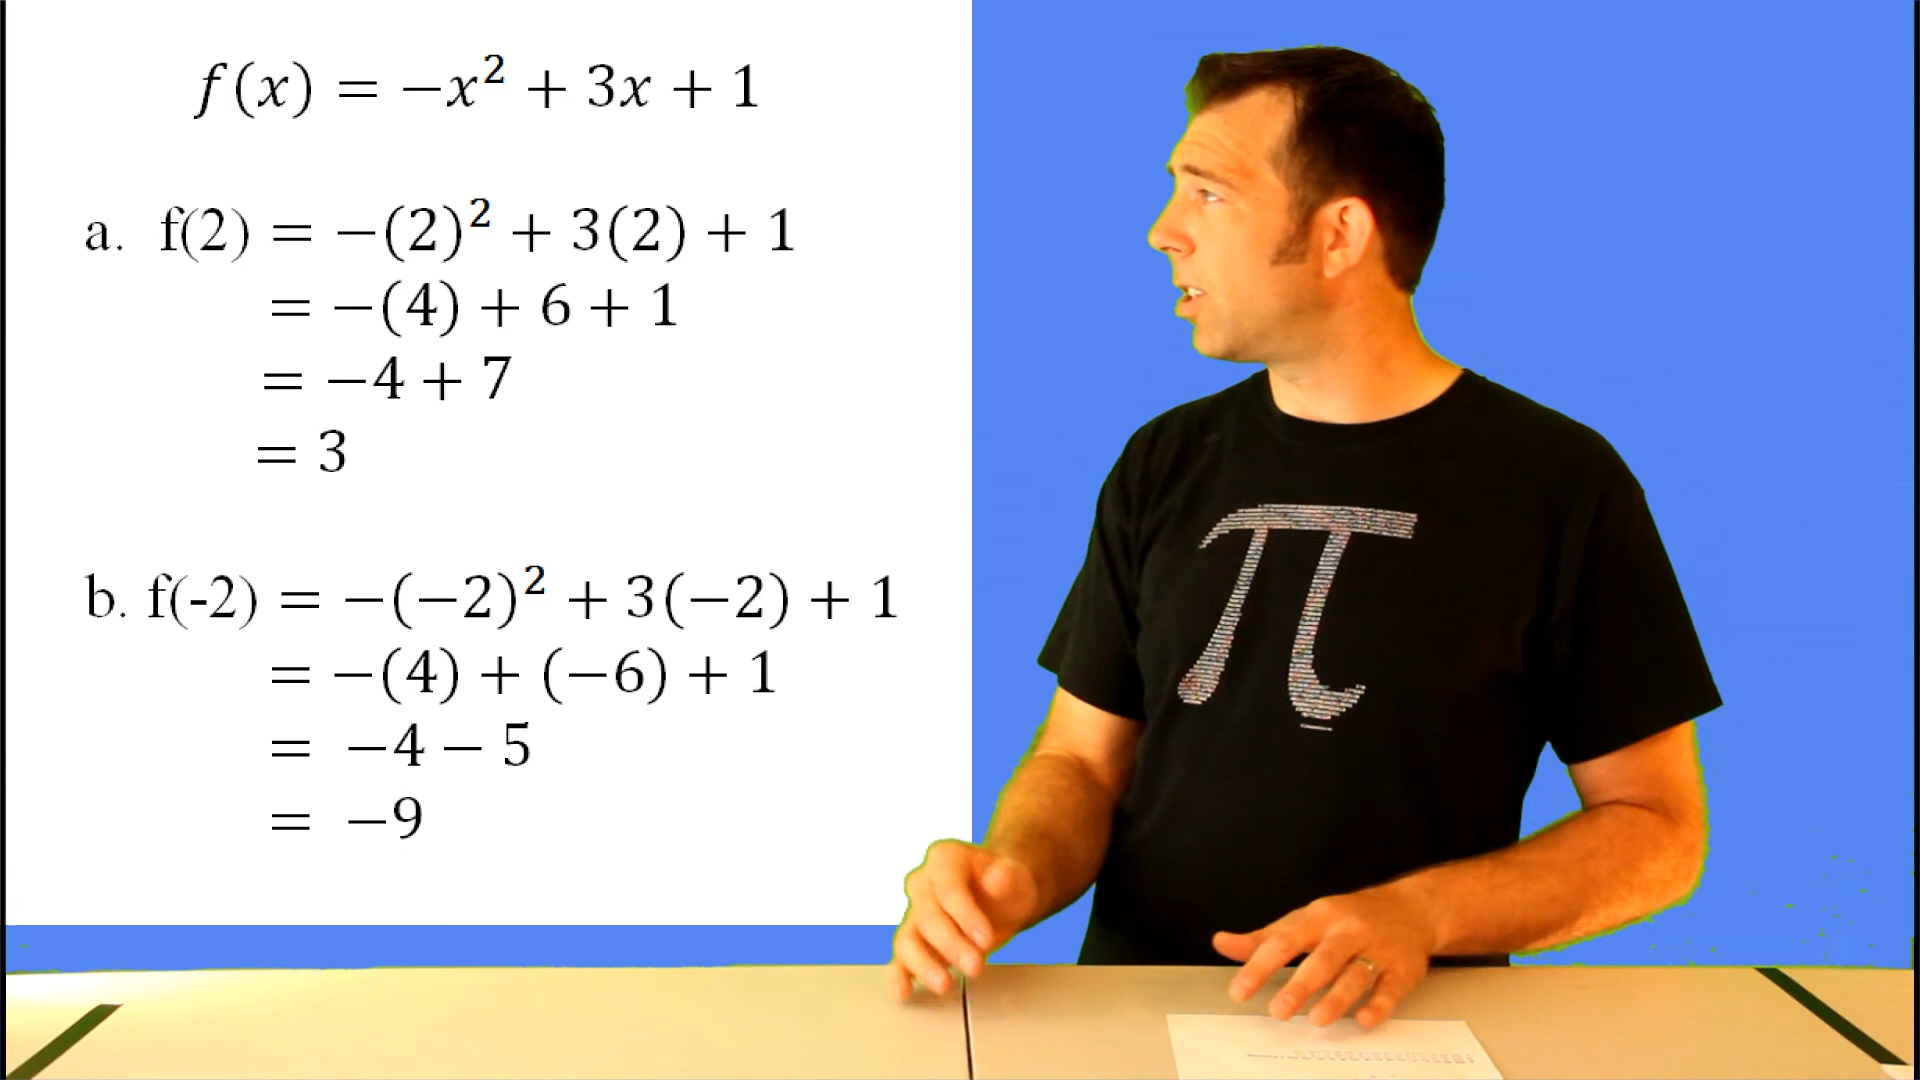 f(x) = −x² + 3x + 1
a. f(2) = −(2)² + 3(2) + 1
= −(4) + 6 + 1
= −4 + 7
= 3
b. f(-2) = −(−2)² + 3(−2) + 1
= −(4) + (−6) + 1
= −4 − 5
= −9
π